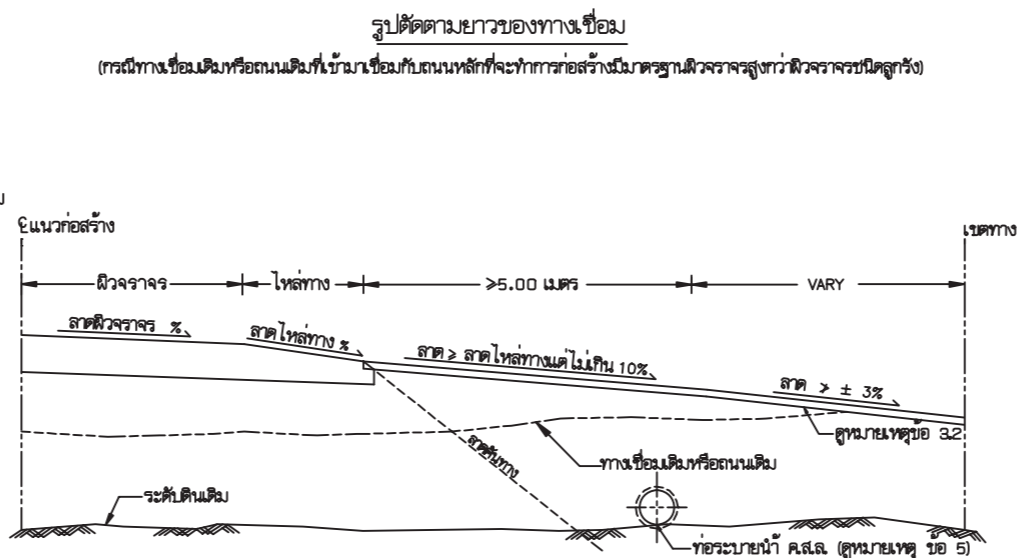 รูปตัดตามยาวของทางเชื่อม
(กรณีทางเชื่อมเดิมหรือถนนเดิมที่เข้ามาเชื่อมกับถนนหลักที่จะทำการก่อสร้างมีมาตรฐานผิวจราจรสูงกว่าผิวจราจรชนิดลูกรัง)
℄แนวก่อสร้าง
เขตทาง
ผิวจราจร
ไหล่ทาง
>5.00 เมตร
VARY
ลาดผิวจราจร %
ลาดไหล่ทาง %
ลาด ≥ ลาดไหล่ทางแต่ไม่เกิน 10%
ลาด ≯ ± 3%
ดูหมายเหตุข้อ 3.2
ลาดคันทาง
ทางเชื่อมเดิมหรือถนนเดิม
ระดับดินเดิม
ท่อระบายน้ำ ค.ส.ล. (ดูหมายเหตุ ข้อ 5)